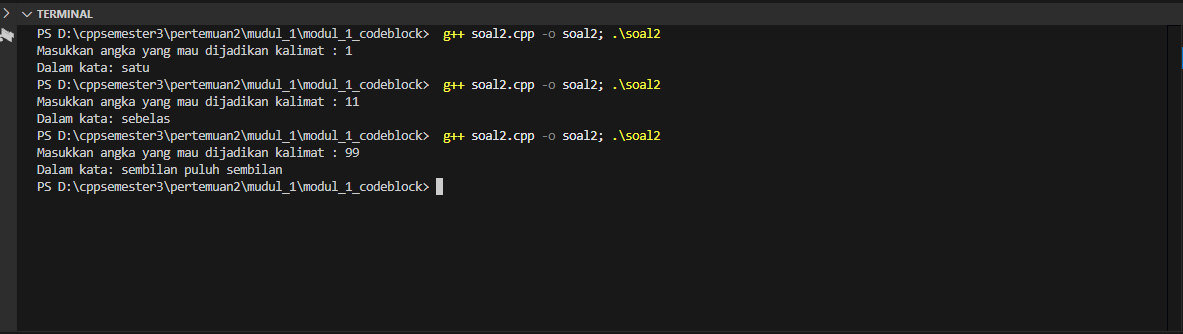 TERMINAL
PS D:\cppsemester3\pertemuan2\mudul_1\modul_1_codeblock> g++ soal2.cpp -o soal2; .\soal2
Masukkan angka yang mau dijadikan kalimat : 1
Dalam kata: satu
PS D:\cppsemester3\pertemuan2\mudul_1\modul_1_codeblock> g++ soal2.cpp -o soal2; .\soal2
Masukkan angka yang mau dijadikan kalimat : 11
Dalam kata: sebelas
PS D:\cppsemester3\pertemuan2\mudul_1\modul_1_codeblock> g++ soal2.cpp -o soal2; .\soal2
Masukkan angka yang mau dijadikan kalimat : 99
Dalam kata: sembilan puluh sembilan
PS D:\cppsemester3\pertemuan2\mudul_1\modul_1_codeblock>